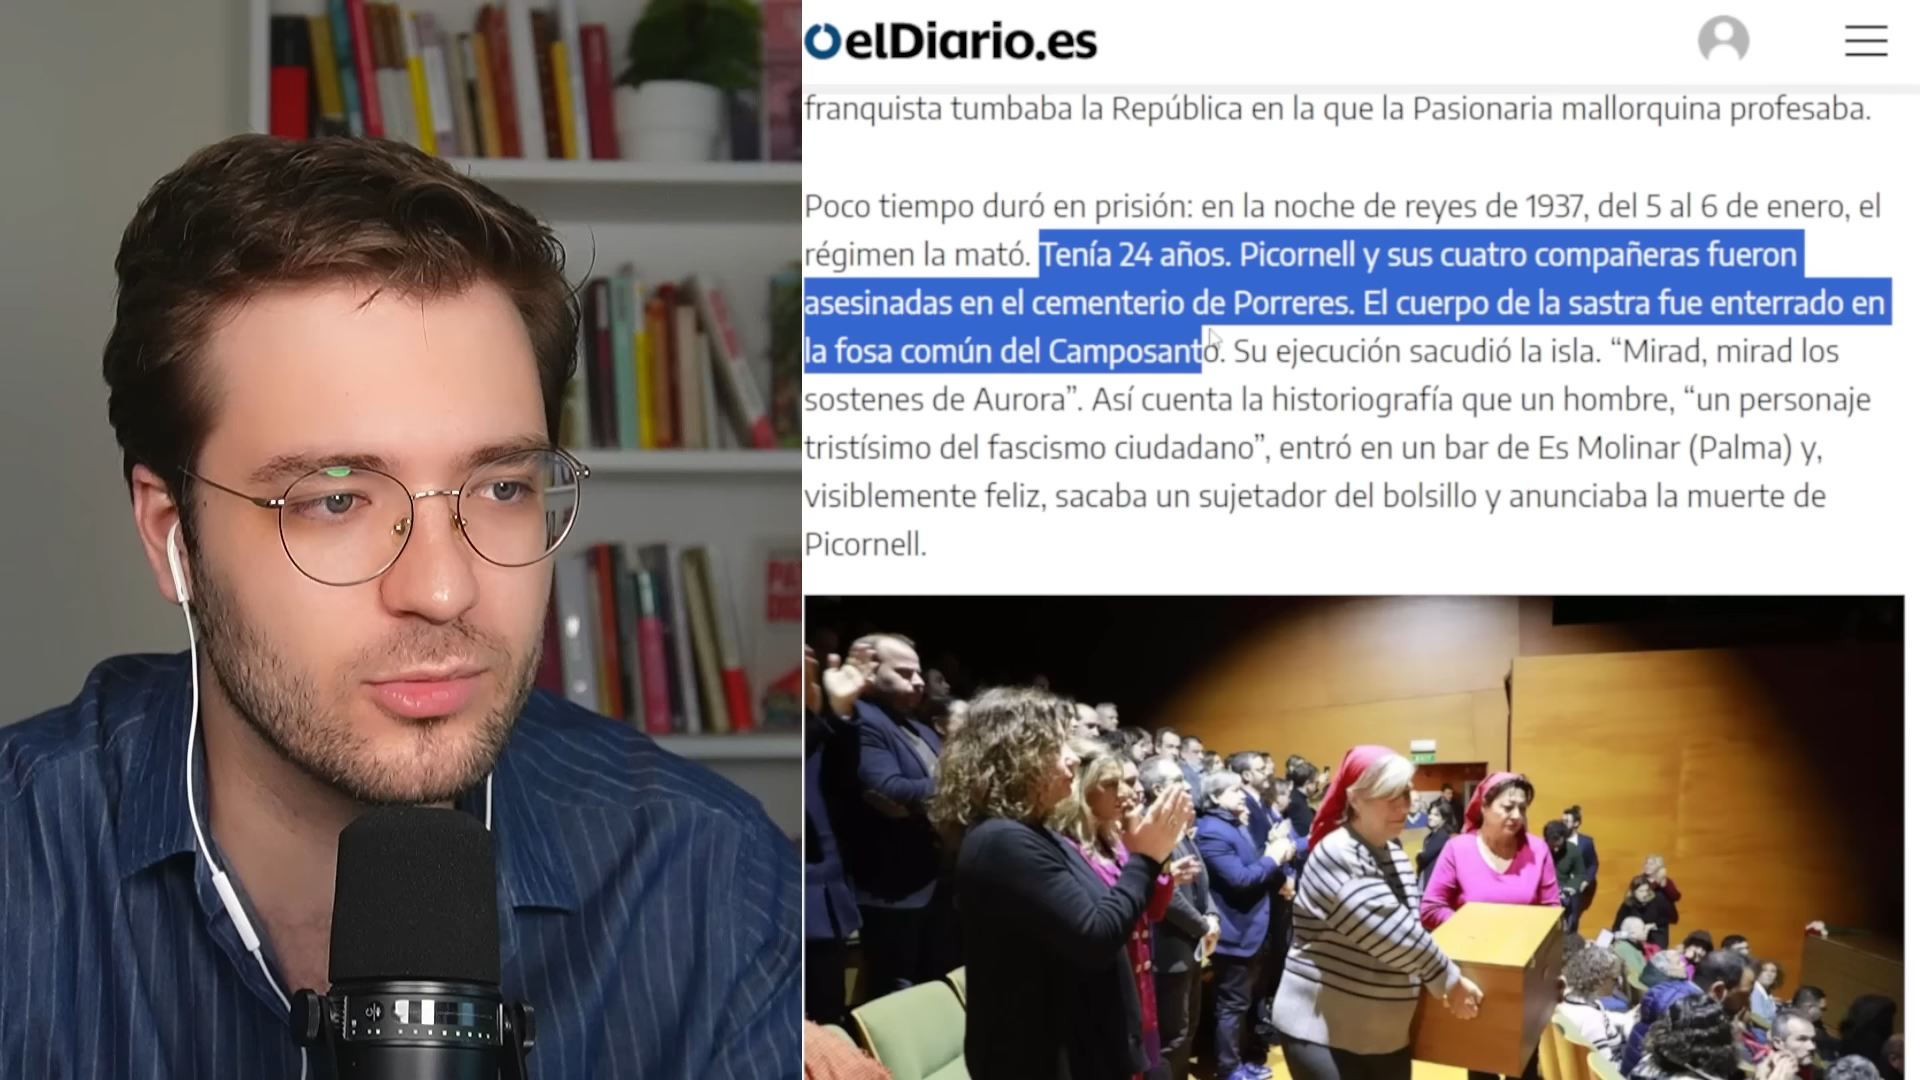 elDiario.es
franquista tumbaba la República en la que la Pasionaria mallorquina profesaba.
Poco tiempo duró en prisión: en la noche de reyes de 1937, del 5 al 6 de enero, el
régimen la mató. Tenía 24 años. Picornell y sus cuatro compañeras fueron
asesinadas en el cementerio de Porreres. El cuerpo de la sastra fue enterrado en
la fosa común del Camposanto. Su ejecución sacudió la isla. “Mirad, mirad los
sostenes de Aurora”. Así cuenta la historiografía que un hombre, “un personaje
tristísimo del fascismo ciudadano”, entró en un bar de Es Molinar (Palma) y,
visiblemente feliz, sacaba un sujetador del bolsillo y anunciaba la muerte de
Picornell.